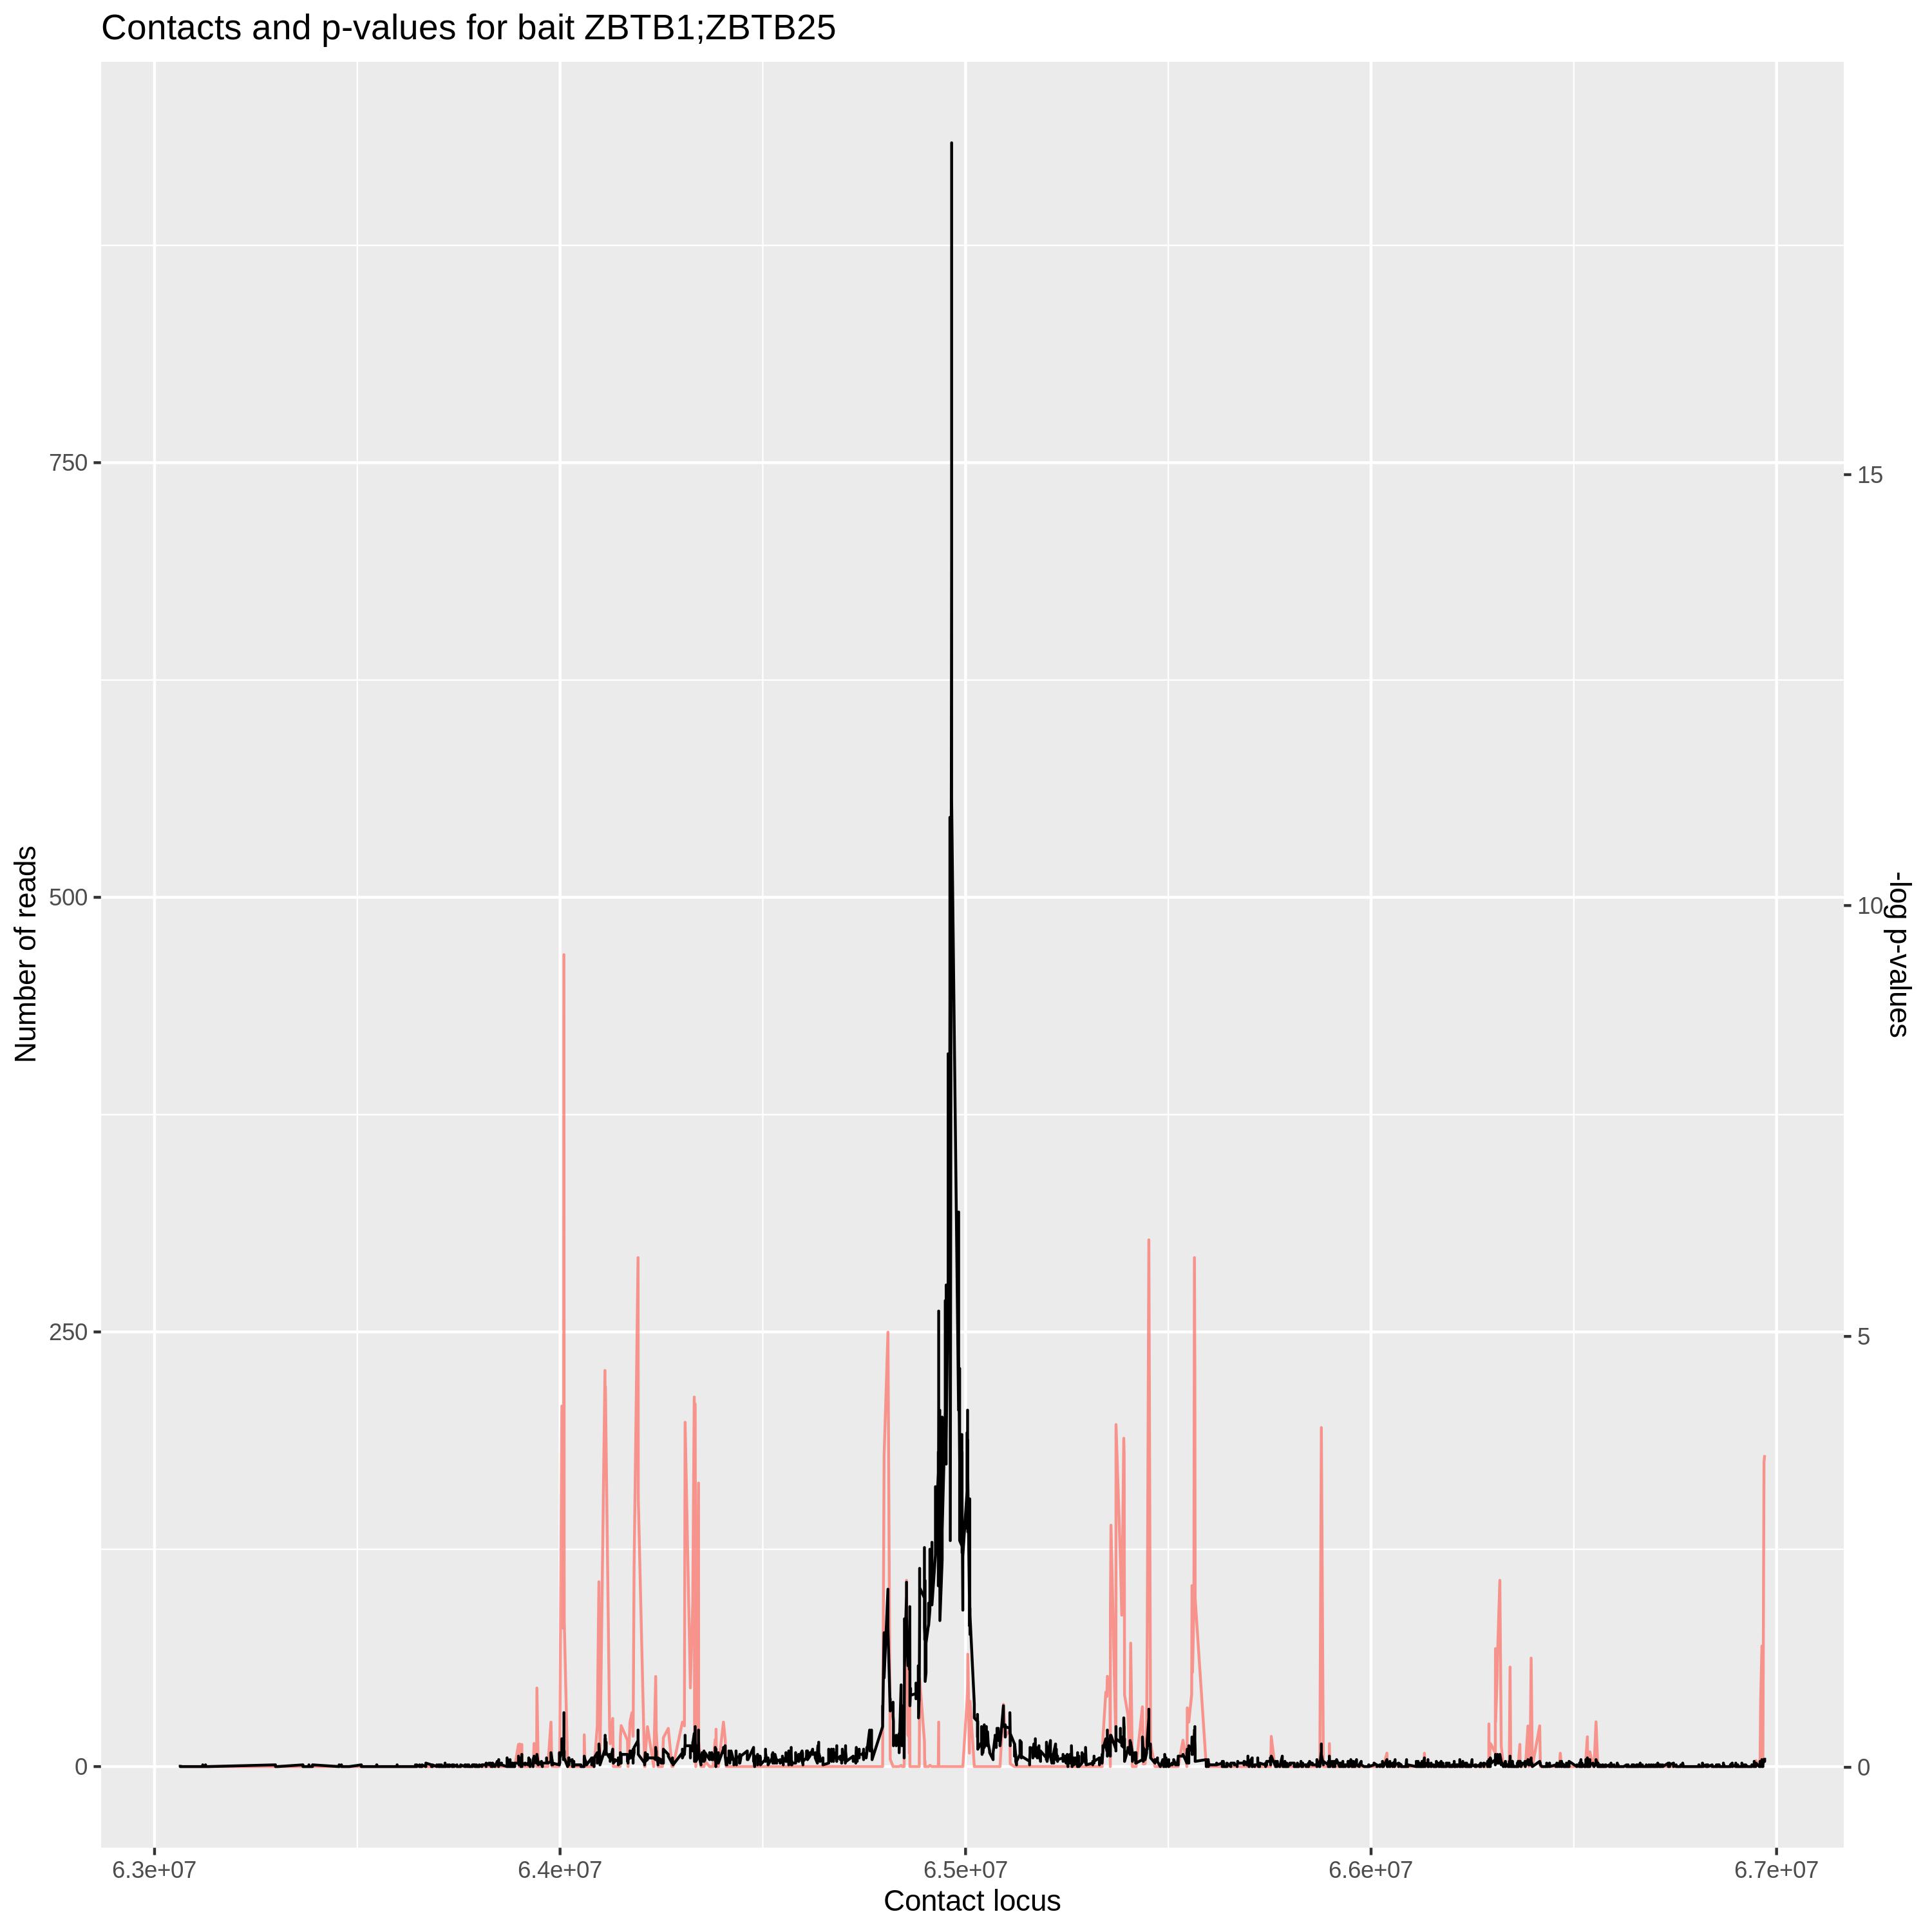 Contacts and p-values for bait ZBTB1;ZBTB25
Number of reads
750
500
250
0
15
10
5
0
-log p-values
6.3e+07
6.4e+07
6.5e+07
6.6e+07
6.7e+07
Contact locus